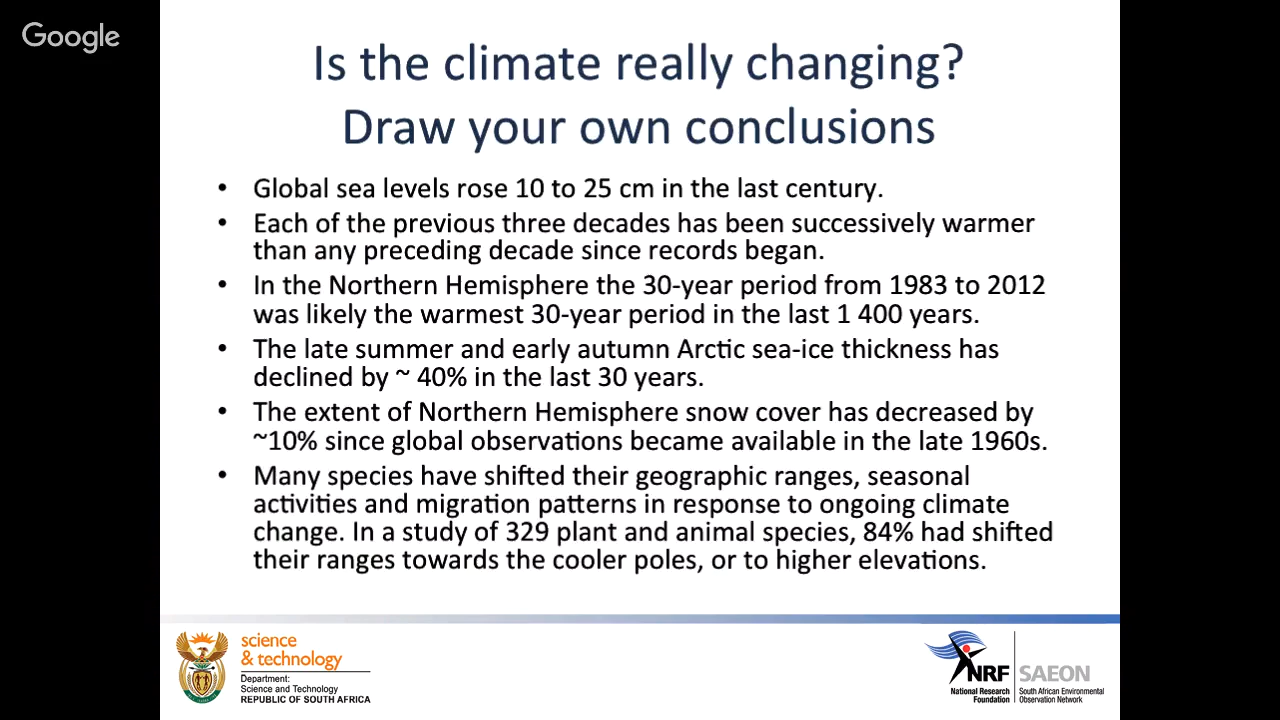 Google
Is the climate really changing?
Draw your own conclusions
• Global sea levels rose 10 to 25 cm in the last century.
• Each of the previous three decades has been successively warmer
than any preceding decade since records began.
• In the Northern Hemisphere the 30-year period from 1983 to 2012
was likely the warmest 30-year period in the last 1 400 years.
• The late summer and early autumn Arctic sea-ice thickness has
declined by ~ 40% in the last 30 years.
• The extent of Northern Hemisphere snow cover has decreased by
~10% since global observations became available in the late 1960s.
• Many species have shifted their geographic ranges, seasonal
activities and migration patterns in response to ongoing climate
change. In a study of 329 plant and animal species, 84% had shifted
their ranges towards the cooler poles, or to higher elevations.
science
& technology
Department:
Science and Technology
REPUBLIC OF SOUTH AFRICA
NRF
National Research
Foundation
SAEON
South African Environmental
Observation Network